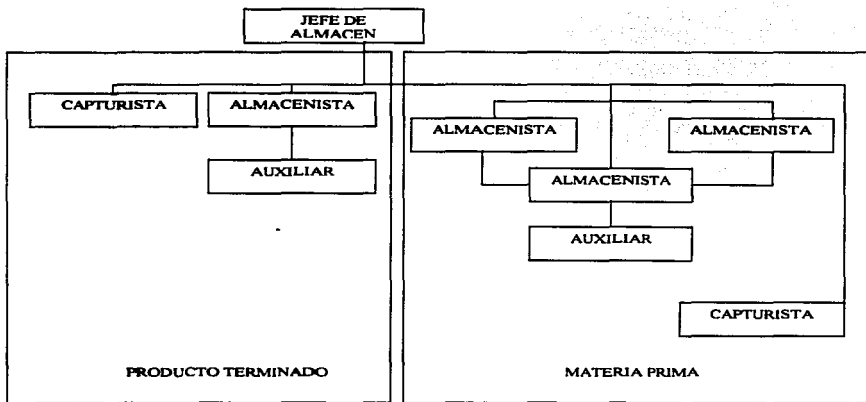 JEFE DE
ALMACEN
CAPTURISTA
ALMACENISTA
AUXILIAR
PRODUCTO TERMINADO
ALMACENISTA
ALMACENISTA
ALMACENISTA
AUXILIAR
CAPTURISTA
MATERIA PRIMA